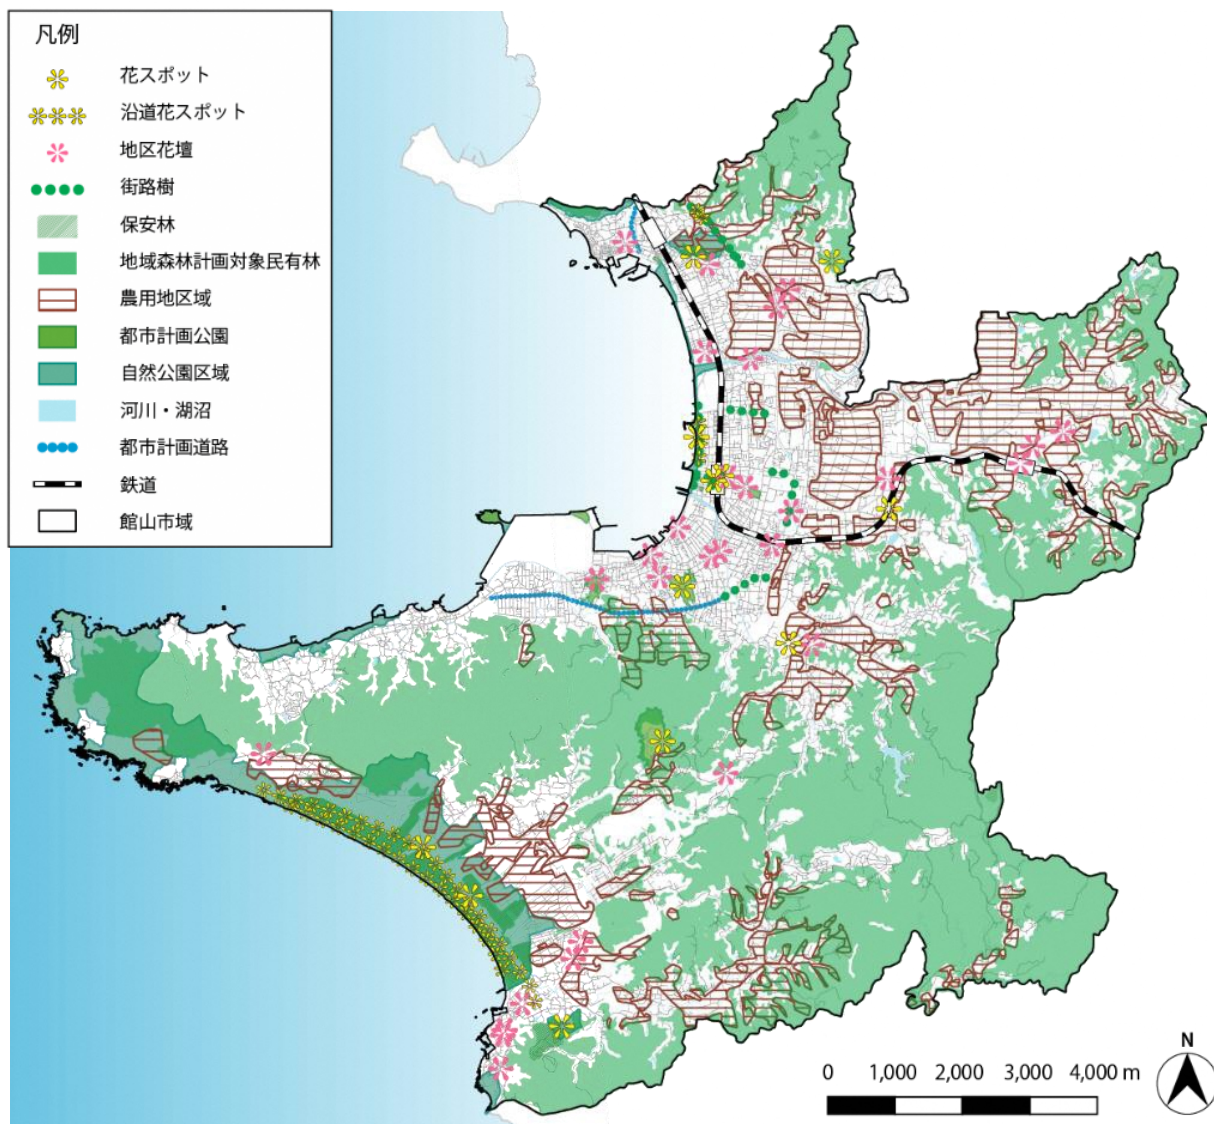 凡例
花スポット
沿道花スポット
地区花壇
街路樹
保安林
地域森林計画対象民有林
農用地区域
都市計画公園
自然公園区域
河川・湖沼
都市計画道路
鉄道
館山市域
N
0 1,000 2,000 3,000 4,000 m